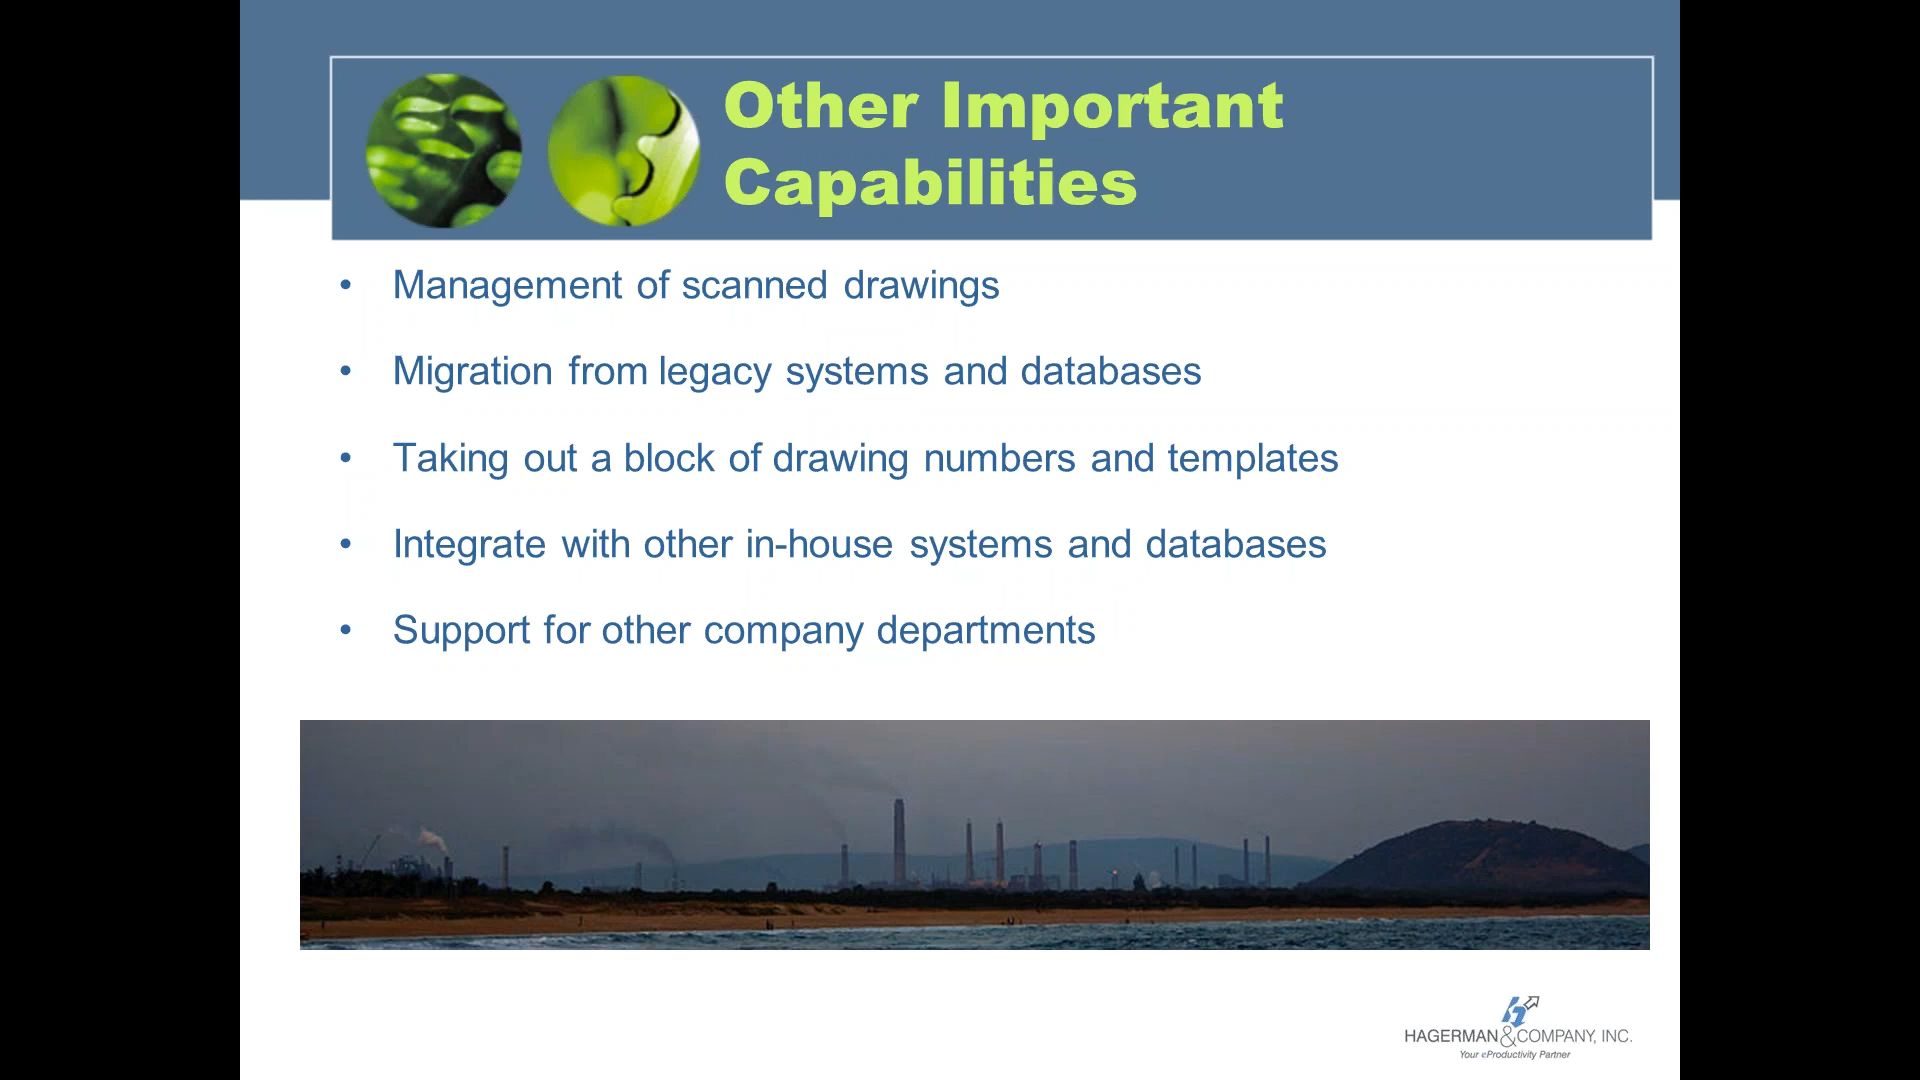 Other Important
Capabilities
• Management of scanned drawings
• Migration from legacy systems and databases
• Taking out a block of drawing numbers and templates
• Integrate with other in-house systems and databases
• Support for other company departments
HAGERMAN&COMPANY, INC.
Your eProductivity Partner